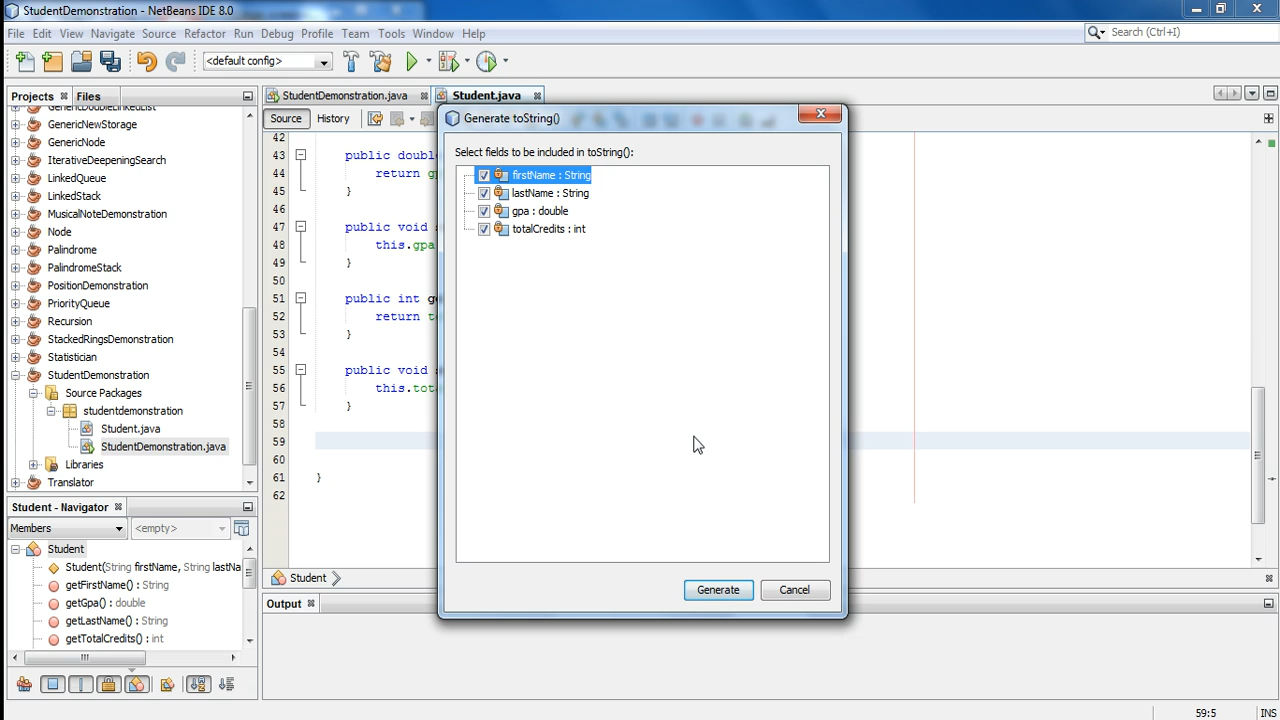 StudentDemonstration - NetBeans IDE 8.0
File Edit View Navigate Source Refactor Run Debug Profile Team Tools Window Help
Search (Ctrl+I)
<default config>
Projects Files
StudentDemonstration.java Student.java
Source History
GenericDoubleLinkedList
GenericNewStorage
GenericNode
IterativeDeepeningSearch
LinkedQueue
LinkedStack
MusicalNoteDemonstration
Node
Palindrome
PalindromeStack
PositionDemonstration
PriorityQueue
Recursion
StackedRingsDemonstration
Statistician
StudentDemonstration
Source Packages
studentdemonstration
Student.java
StudentDemonstration.java
Libraries
Translator
Student - Navigator
Members <empty>
Student
Student(String firstName, String lastNa
getFirstName() : String
getGpa() : double
getLastName() : String
getTotalCredits() : int
42
43 public double
44 return gp
45 }
46
47 public void s
48 this.gpa
49 }
50
51 public int ge
52 return to
53 }
54
55 public void s
56 this.tot
57 }
58
59
60
61 }
62
Generate toString()
Select fields to be included in toString():
firstName : String
lastName : String
gpa : double
totalCredits : int
Generate Cancel
Student
Output
59:5 INS